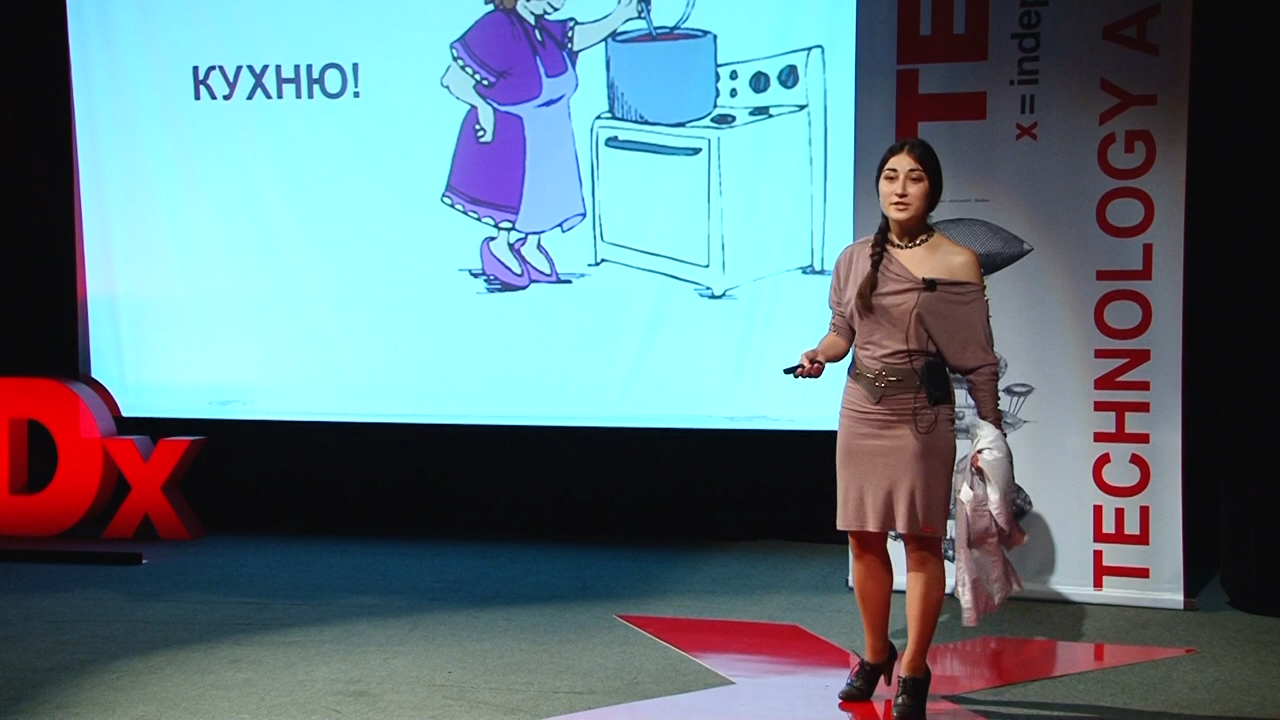 КУХНЮ!
TE
x = indep
TECHNOLOGY A
Dx